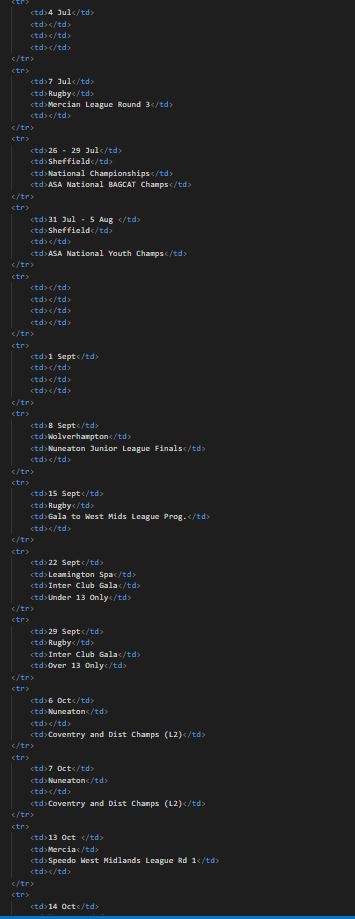 <tr>
<td>4 Jul</td>
<td></td>
<td></td>
<td></td>
</tr>
<tr>
<td>7 Jul</td>
<td>Rugby</td>
<td>Mercian League Round 3</td>
<td></td>
</tr>
<tr>
<td>26 - 29 Jul</td>
<td>Sheffield</td>
<td>National Championships</td>
<td>ASA National BAGCAT Champs</td>
</tr>
<tr>
<td>31 Jul - 5 Aug </td>
<td>Sheffield</td>
<td></td>
<td>ASA National Youth Champs</td>
</tr>
<tr>
<td></td>
<td></td>
<td></td>
<td></td>
</tr>
<tr>
<td>1 Sept</td>
<td></td>
<td></td>
<td></td>
</tr>
<tr>
<td>8 Sept</td>
<td>Wolverhampton</td>
<td>Nuneaton Junior League Finals</td>
<td></td>
</tr>
<tr>
<td>15 Sept</td>
<td>Rugby</td>
<td>Gala to West Mids League Prog.</td>
<td></td>
</tr>
<tr>
<td>22 Sept</td>
<td>Leamington Spa</td>
<td>Inter Club Gala</td>
<td>Under 13 Only</td>
</tr>
<tr>
<td>29 Sept</td>
<td>Rugby</td>
<td>Inter Club Gala</td>
<td>Over 13 Only</td>
</tr>
<tr>
<td>6 Oct</td>
<td>Nuneaton</td>
<td></td>
<td>Coventry and Dist Champs (L2)</td>
</tr>
<tr>
<td>7 Oct</td>
<td>Nuneaton</td>
<td></td>
<td>Coventry and Dist Champs (L2)</td>
</tr>
<tr>
<td>13 Oct </td>
<td>Mercia</td>
<td>Speedo West Midlands League Rd 1</td>
<td></td>
</tr>
<tr>
<td>14 Oct</td>